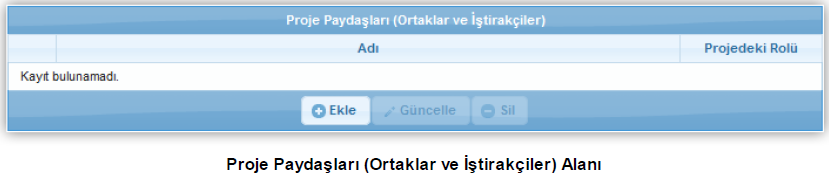 Proje Paydaşları (Ortaklar ve İştirakçiler)
Adı Projedeki Rolü
Kayıt bulunamadı.
Ekle Güncelle Sil
Proje Paydaşları (Ortaklar ve İştirakçiler) Alanı